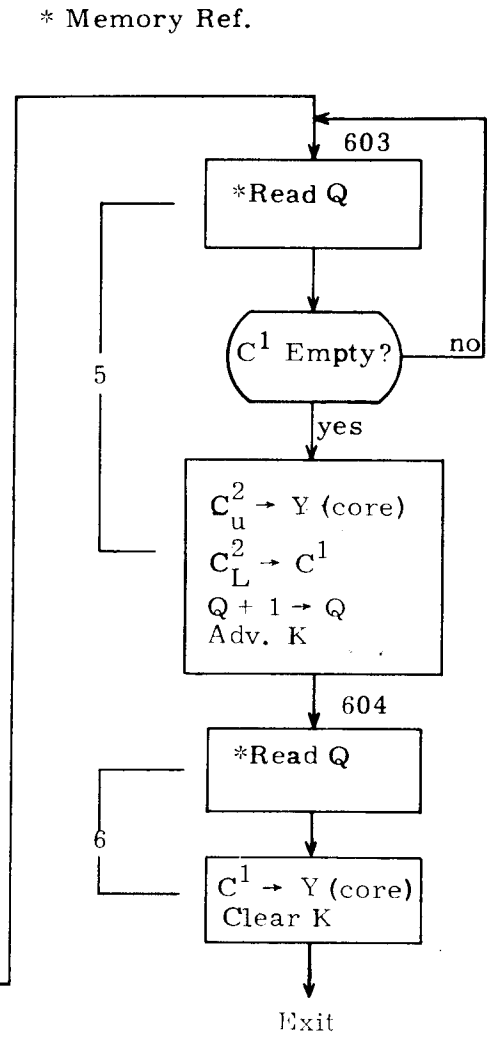 * Memory Ref.
603
*Read Q
C¹ Empty?
no
5
yes
C²ᵤ → Y (core)
C²_L → C¹
Q + 1 → Q
Adv. K
604
*Read Q
6
C¹ → Y (core)
Clear K
Exit